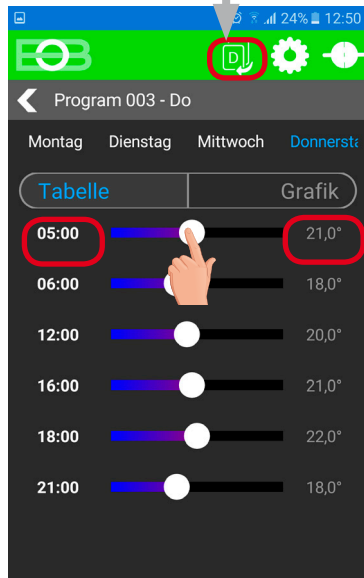 24% 12:50
EOB D
Program 003 - Do
Montag Dienstag Mittwoch Donnersta
Tabelle Grafik
05:00 21,0°
06:00 18,0°
12:00 20,0°
16:00 21,0°
18:00 22,0°
21:00 18,0°